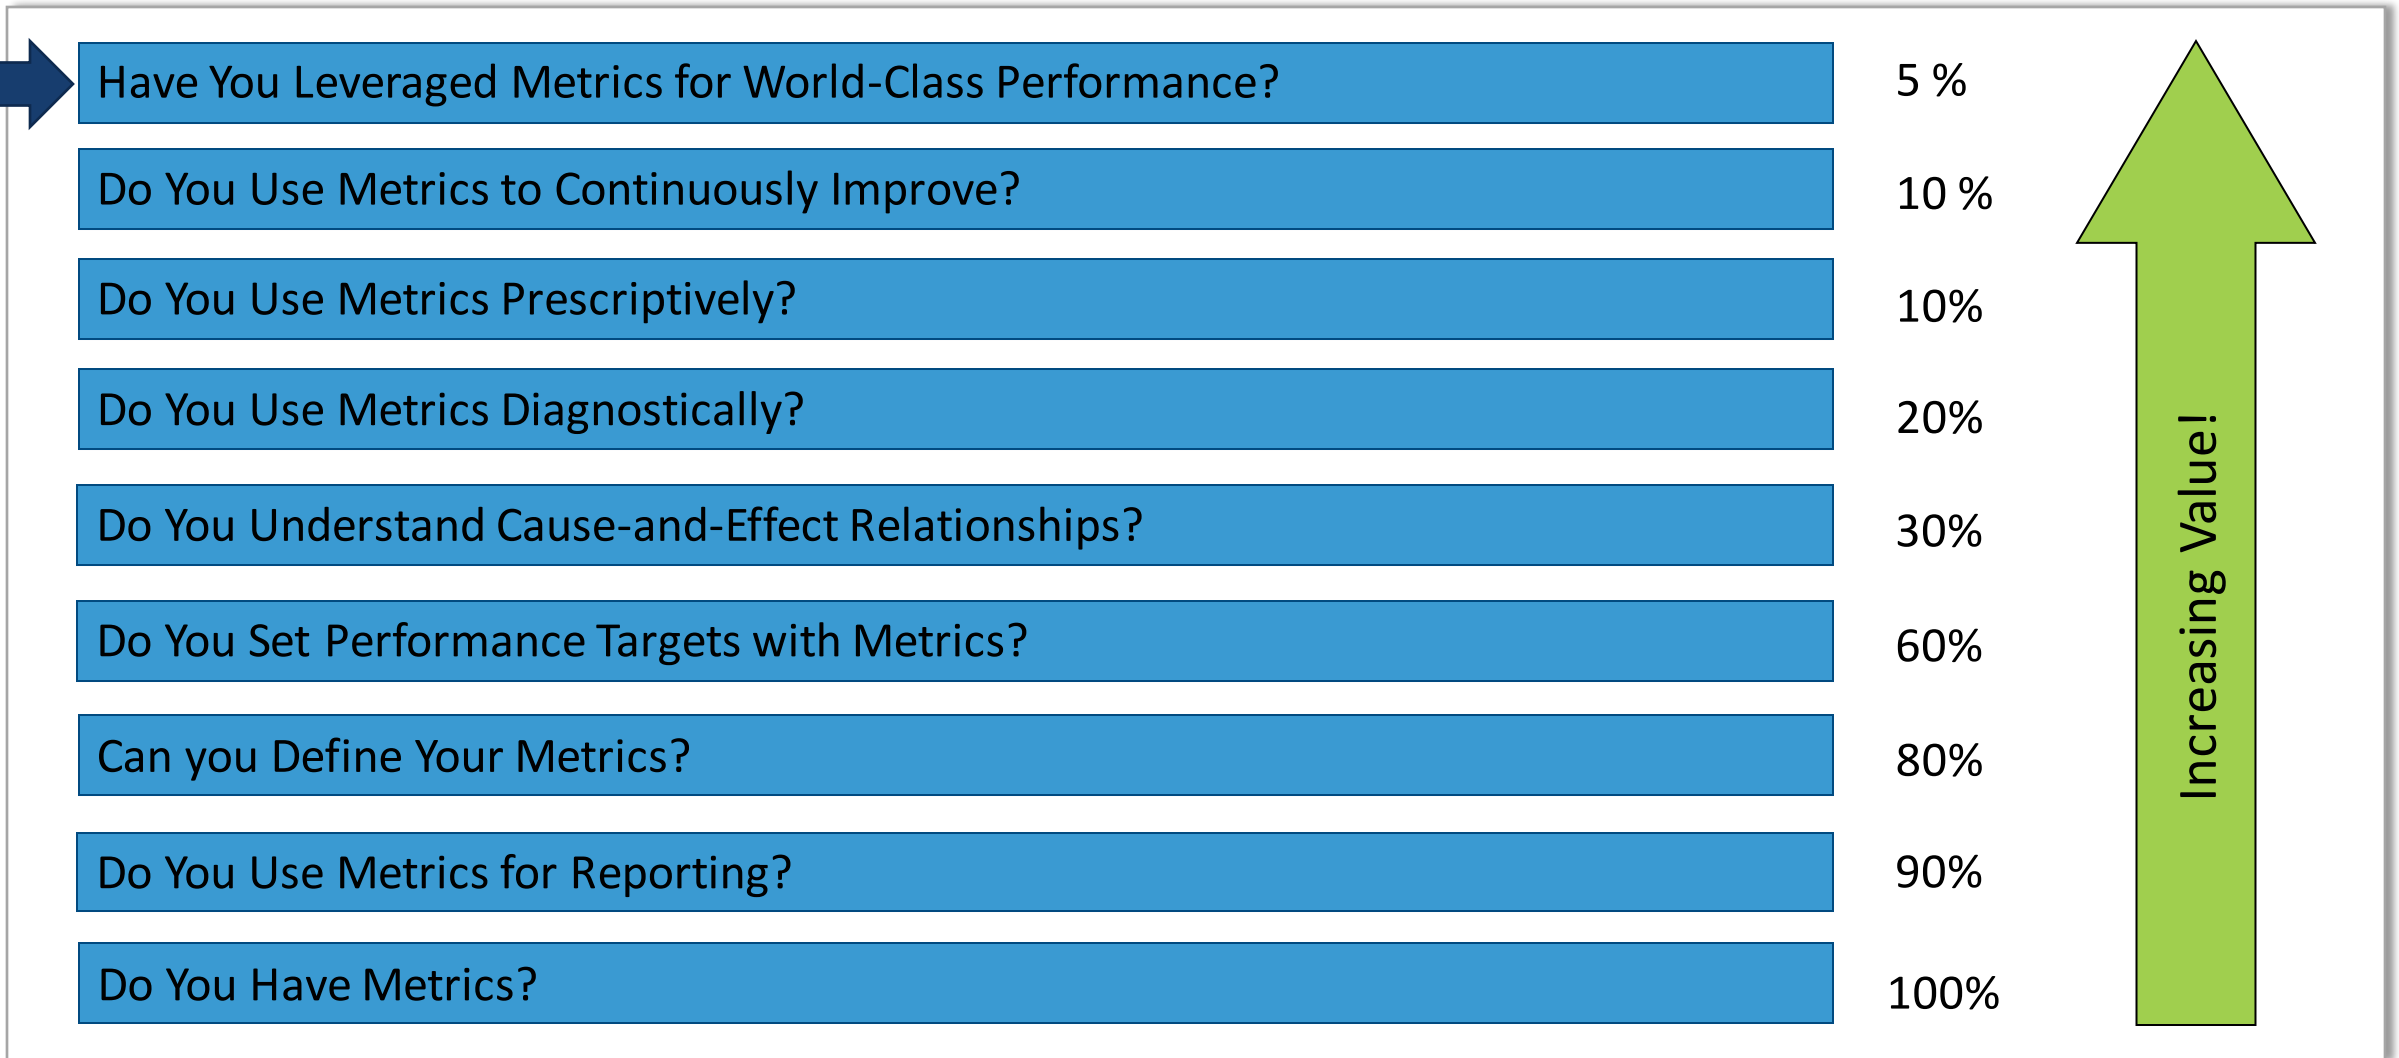 Have You Leveraged Metrics for World-Class Performance? 5 %
Do You Use Metrics to Continuously Improve? 10 %
Do You Use Metrics Prescriptively? 10%
Do You Use Metrics Diagnostically? 20%
Do You Understand Cause-and-Effect Relationships? 30%
Do You Set Performance Targets with Metrics? 60%
Can you Define Your Metrics? 80%
Do You Use Metrics for Reporting? 90%
Do You Have Metrics? 100%
Increasing Value!